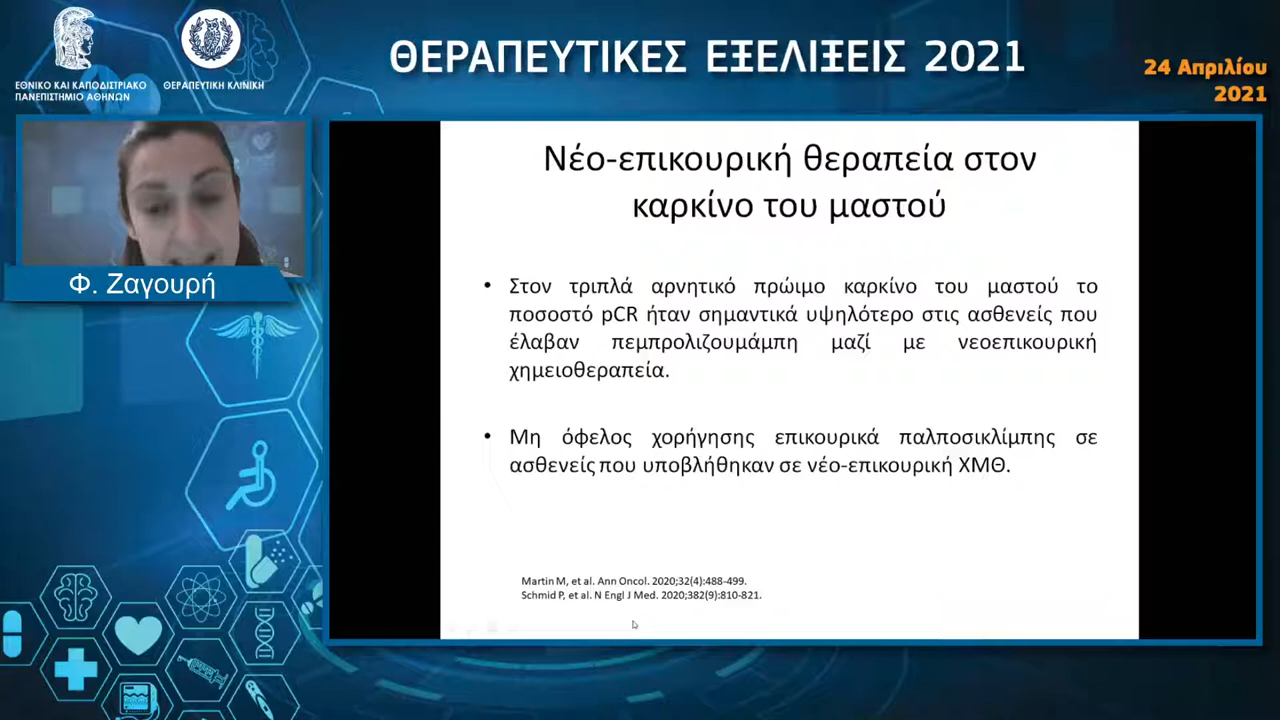 ΕΘΝΙΚΟ ΚΑΙ ΚΑΠΟΔΙΣΤΡΙΑΚΟ
ΠΑΝΕΠΙΣΤΗΜΙΟ ΑΘΗΝΩΝ
ΘΕΡΑΠΕΥΤΙΚΗ ΚΛΙΝΙΚΗ
ΘΕΡΑΠΕΥΤΙΚΕΣ ΕΞΕΛΙΞΕΙΣ 2021
24 Απριλίου
2021
Φ. Ζαγουρή
Νέο-επικουρική θεραπεία στον
καρκίνο του μαστού
• Στον τριπλά αρνητικό πρώιμο καρκίνο του μαστού το
ποσοστό pCR ήταν σημαντικά υψηλότερο στις ασθενείς που
έλαβαν πεμπρολιζουμάμπη μαζί με νεοεπικουρική
χημειοθεραπεία.
• Μη όφελος χορήγησης επικουρικά παλποσικλίμπης σε
ασθενείς που υποβλήθηκαν σε νέο-επικουρική ΧΜΘ.
Martin M, et al. Ann Oncol. 2020;32(4):488-499.
Schmid P, et al. N Engl J Med. 2020;382(9):810-821.